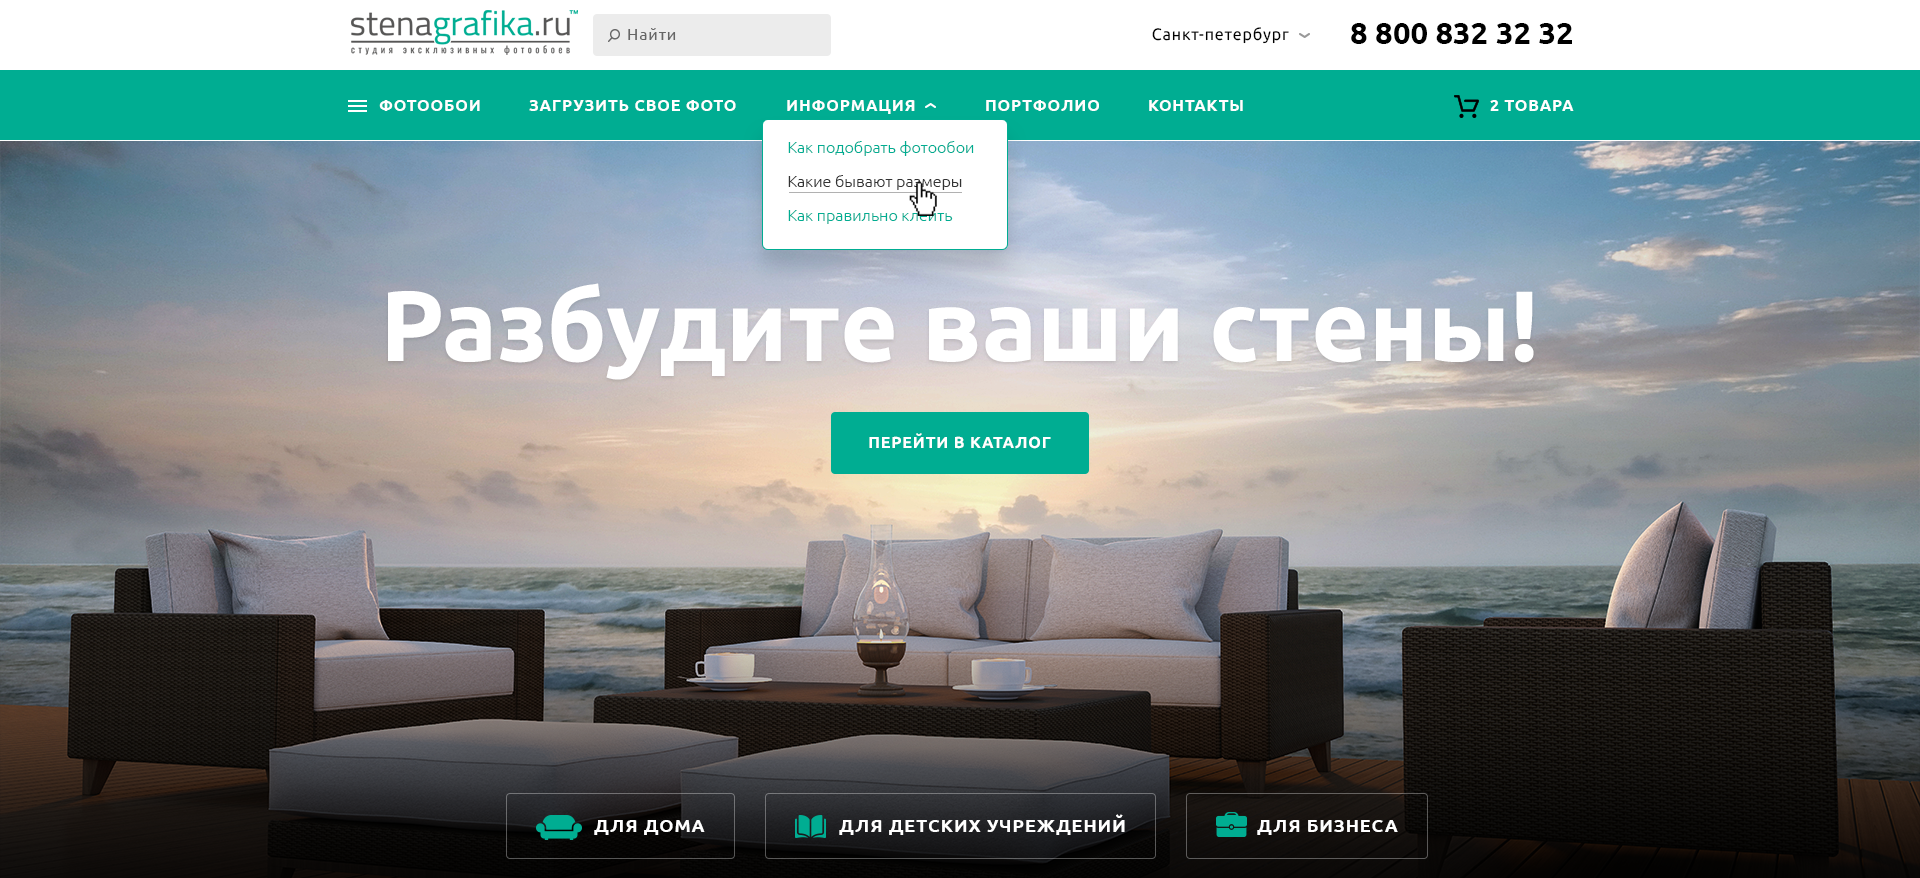 stenagrafika.ru™
студия эксклюзивных фотообоев
Найти
Санкт-петербург
8 800 832 32 32
ФОТООБОИ
ЗАГРУЗИТЬ СВОЕ ФОТО
ИНФОРМАЦИЯ
ПОРТФОЛИО
КОНТАКТЫ
2 ТОВАРА
Как подобрать фотообои
Какие бывают размеры
Как правильно клеить
Разбудите ваши стены!
ПЕРЕЙТИ В КАТАЛОГ
ДЛЯ ДОМА
ДЛЯ ДЕТСКИХ УЧРЕЖДЕНИЙ
ДЛЯ БИЗНЕСА